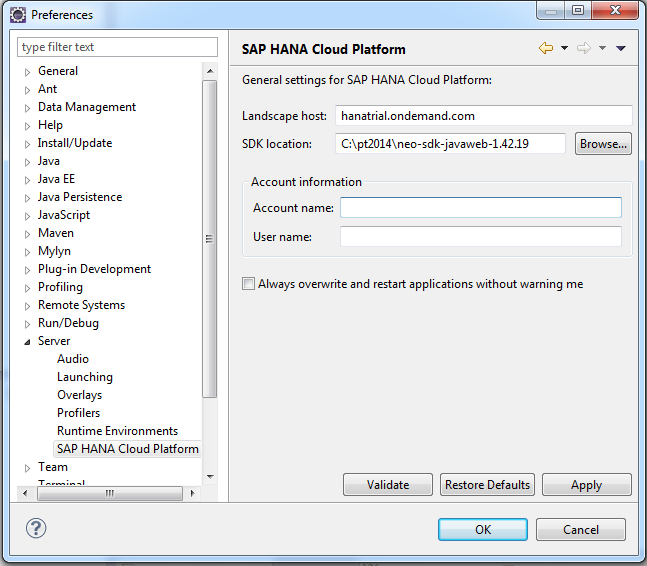 Preferences
type filter text
General
Ant
Data Management
Help
Install/Update
Java
Java EE
Java Persistence
JavaScript
Maven
Mylyn
Plug-in Development
Profiling
Remote Systems
Run/Debug
Server
Audio
Launching
Overlays
Profilers
Runtime Environments
SAP HANA Cloud Platform
Team
Terminal
SAP HANA Cloud Platform
General settings for SAP HANA Cloud Platform:
Landscape host: hanatrial.ondemand.com
SDK location: C:\pt2014\neo-sdk-javaweb-1.42.19 Browse...
Account information
Account name:
User name:
Always overwrite and restart applications without warning me
Validate Restore Defaults Apply
? OK Cancel